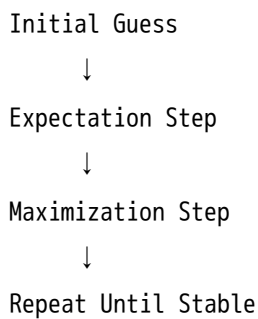 Initial Guess
↓
Expectation Step
↓
Maximization Step
↓
Repeat Until Stable